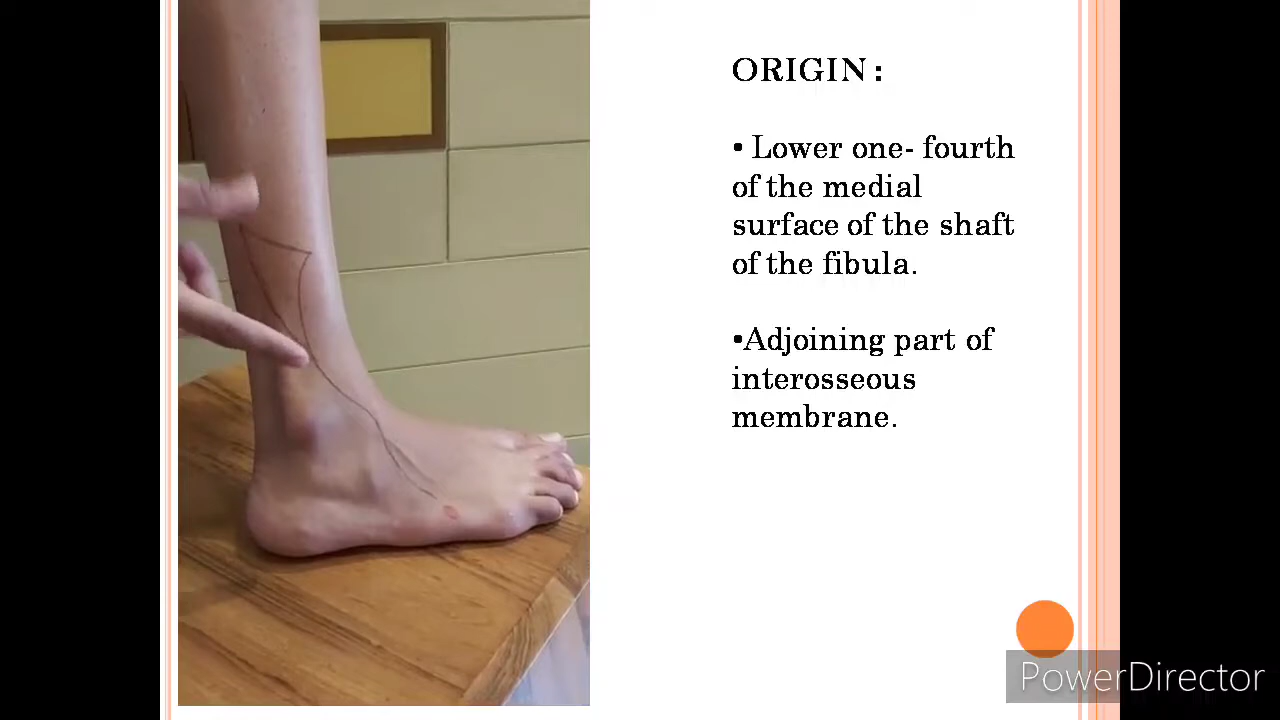 ORIGIN :
• Lower one- fourth
of the medial
surface of the shaft
of the fibula.
•Adjoining part of
interosseous
membrane.
PowerDirector